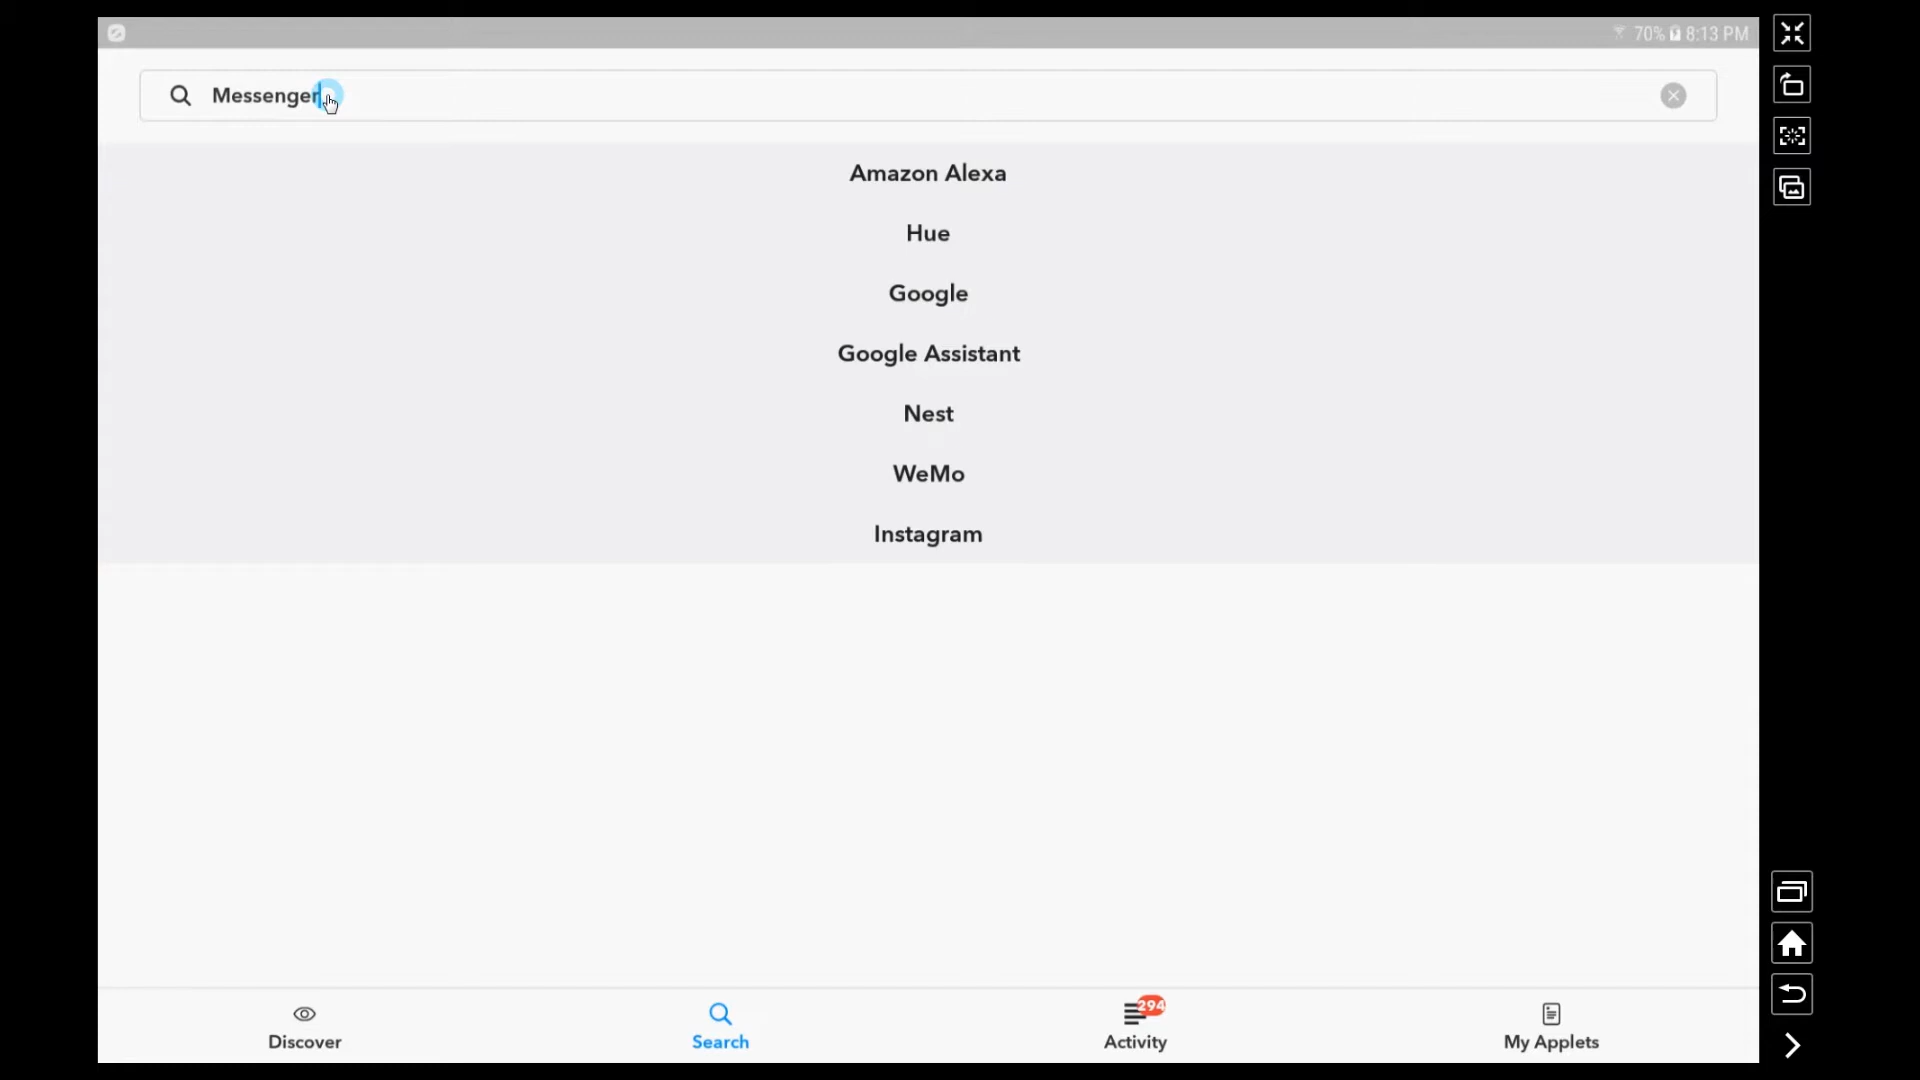 70% 8:13 PM
Messenger
Amazon Alexa
Hue
Google
Google Assistant
Nest
WeMo
Instagram
294
Discover
Search
Activity
My Applets